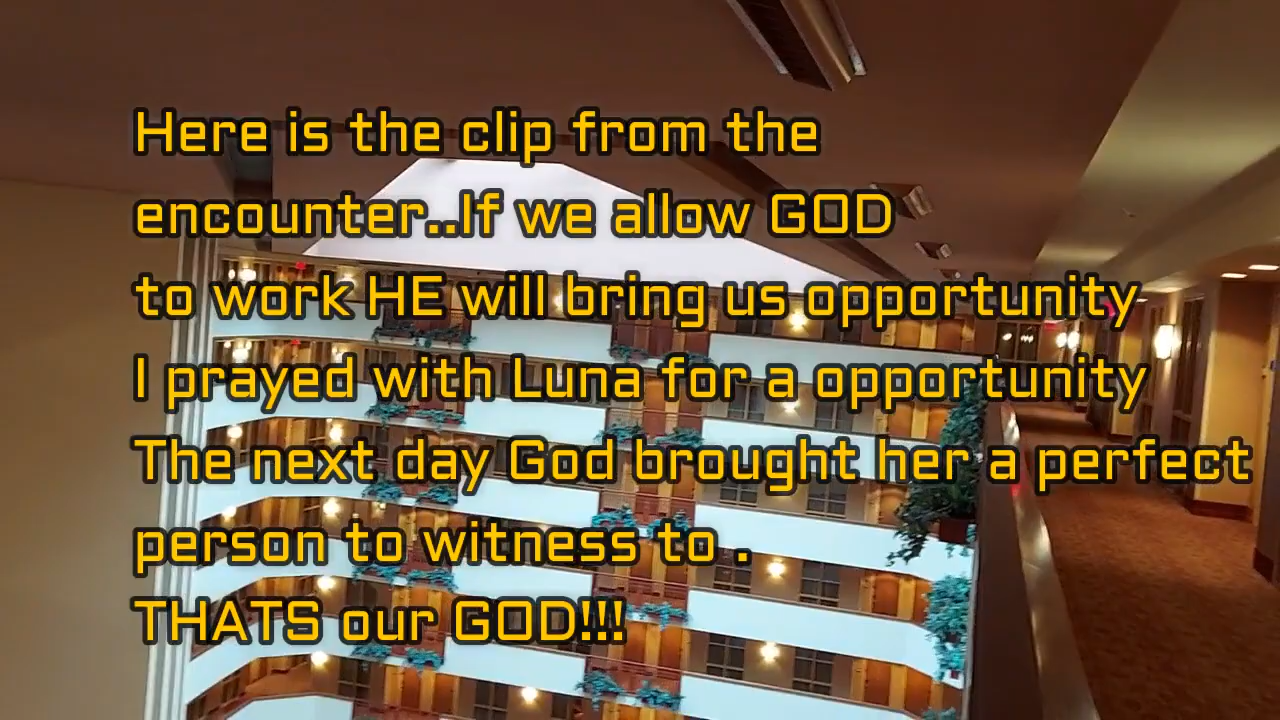 Here is the clip from the
encounter..If we allow GOD
to work HE will bring us opportunity
I prayed with Luna for a opportunity
The next day God brought her a perfect
person to witness to .
THATS our GOD!!!